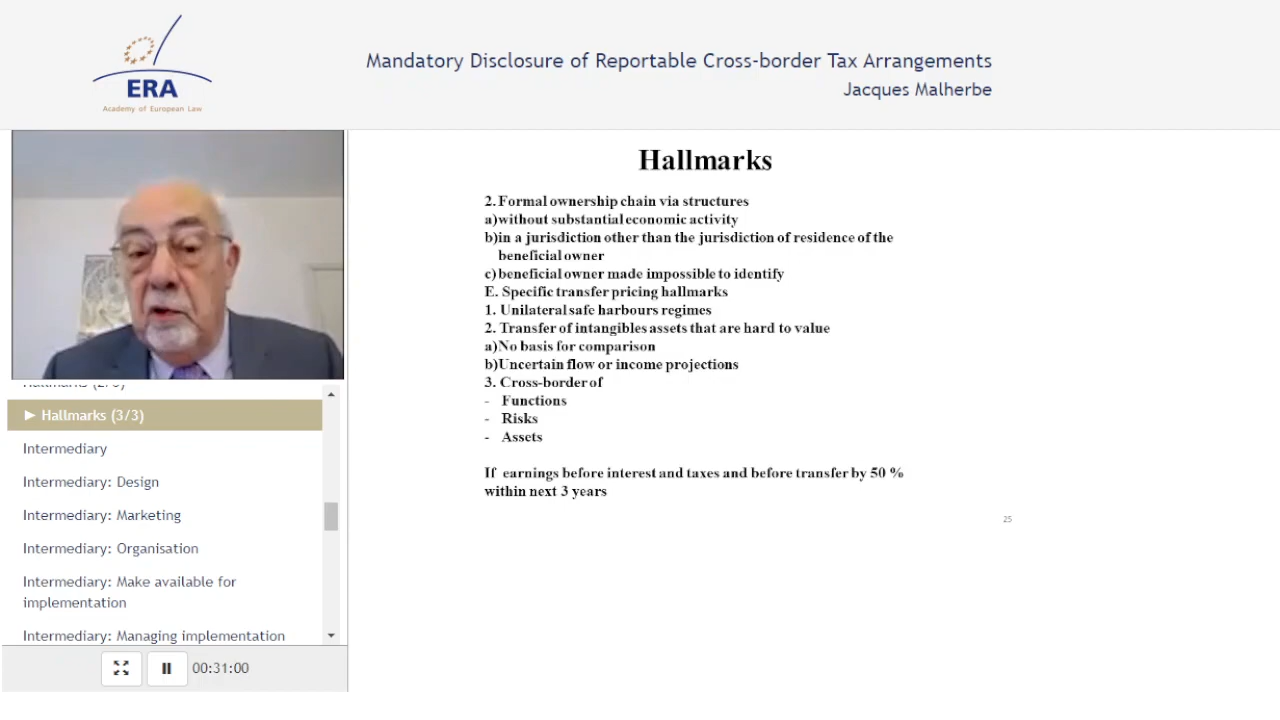 ERA
Academy of European Law
Mandatory Disclosure of Reportable Cross-border Tax Arrangements
Jacques Malherbe
Hallmarks
2. Formal ownership chain via structures
a)without substantial economic activity
b)in a jurisdiction other than the jurisdiction of residence of the
beneficial owner
c)beneficial owner made impossible to identify
E. Specific transfer pricing hallmarks
1. Unilateral safe harbours regimes
2. Transfer of intangibles assets that are hard to value
a)No basis for comparison
b)Uncertain flow or income projections
3. Cross-border of
- Functions
- Risks
- Assets
If earnings before interest and taxes and before transfer by 50 %
within next 3 years
25
► Hallmarks (3/3)
Intermediary
Intermediary: Design
Intermediary: Marketing
Intermediary: Organisation
Intermediary: Make available for
implementation
Intermediary: Managing implementation
00:31:00